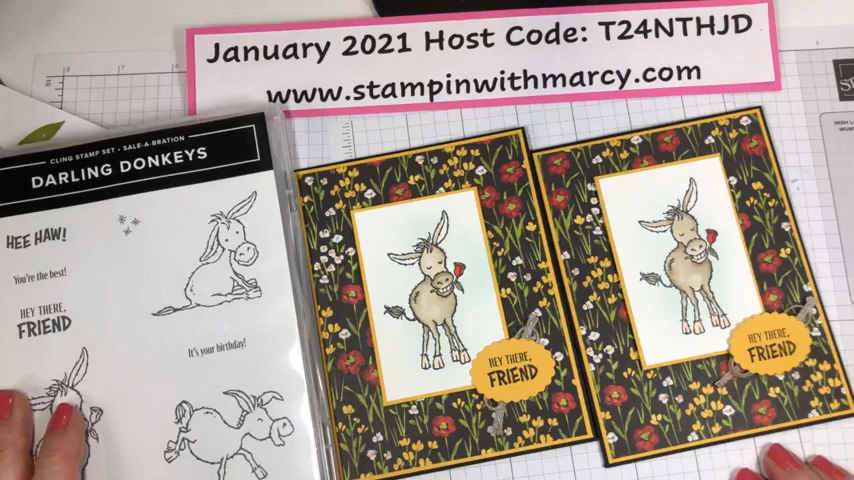 January 2021 Host Code: T24NTHJD
www.stampinwithmarcy.com
CLING STAMP SET • SALE-A-BRATION
DARLING DONKEYS
HEE HAW!
You're the best!
HEY THERE,
FRIEND
It's your birthday!
HEY THERE,
FRIEND
HEY THERE,
FRIEND